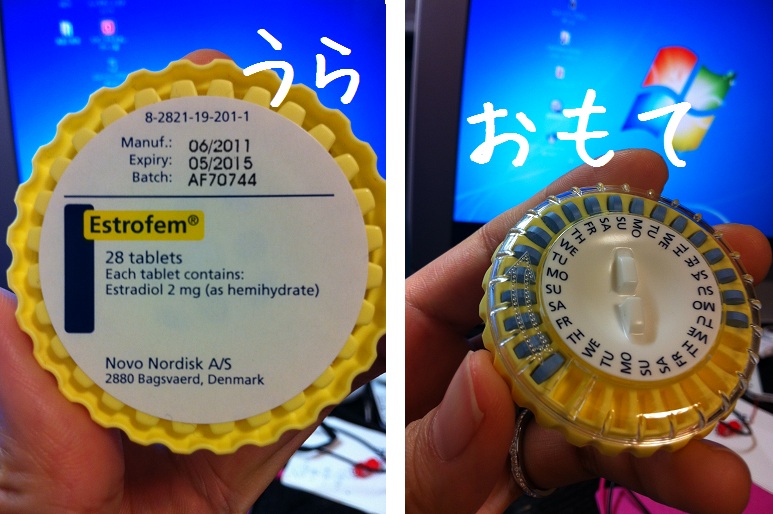 うら
8-2821-19-201-1
Manuf.: 06/2011
Expiry: 05/2015
Batch: AF70744
Estrofem®
28 tablets
Each tablet contains:
Estradiol 2 mg (as hemihydrate)
Novo Nordisk A/S
2880 Bagsvaerd, Denmark
おもて
SU MO TU WE TH FR SA SU MO TU WE TH FR SA SU MO TU WE TH FR SA SU MO TU WE TH FR SA